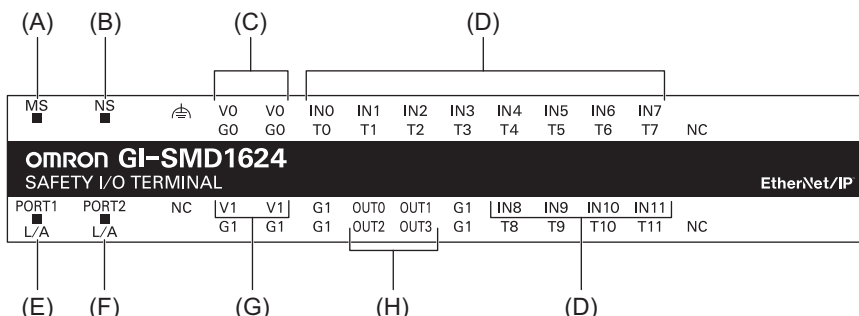 (A) (B) (C) (D)
MS NS V0 V0 IN0 IN1 IN2 IN3 IN4 IN5 IN6 IN7
G0 G0 T0 T1 T2 T3 T4 T5 T6 T7 NC
OMRON GI-SMD1624
SAFETY I/O TERMINAL EtherNet/IP
PORT1 PORT2 NC V1 V1 G1 OUT0 OUT1 G1 IN8 IN9 IN10 IN11
L/A L/A G1 G1 G1 OUT2 OUT3 G1 T8 T9 T10 T11 NC
(E) (F) (G) (H) (D)